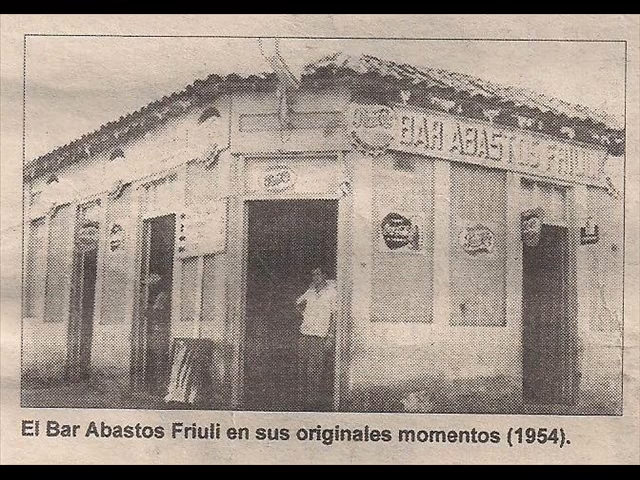 BAR ABASTOS FRIULI
El Bar Abastos Friuli en sus originales momentos (1954).